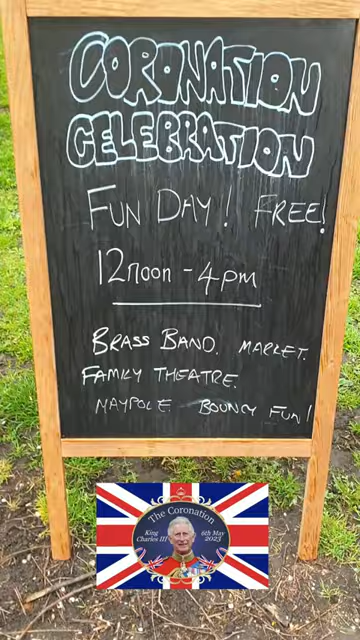 CORONATION
CELEBRATION
FUN DAY! FREE!
12noon - 4pm
BRASS BAND. MARKET.
FAMILY THEATRE.
MAYPOLE BOUNCY FUN!
The Coronation
King Charles III
6th May 2023